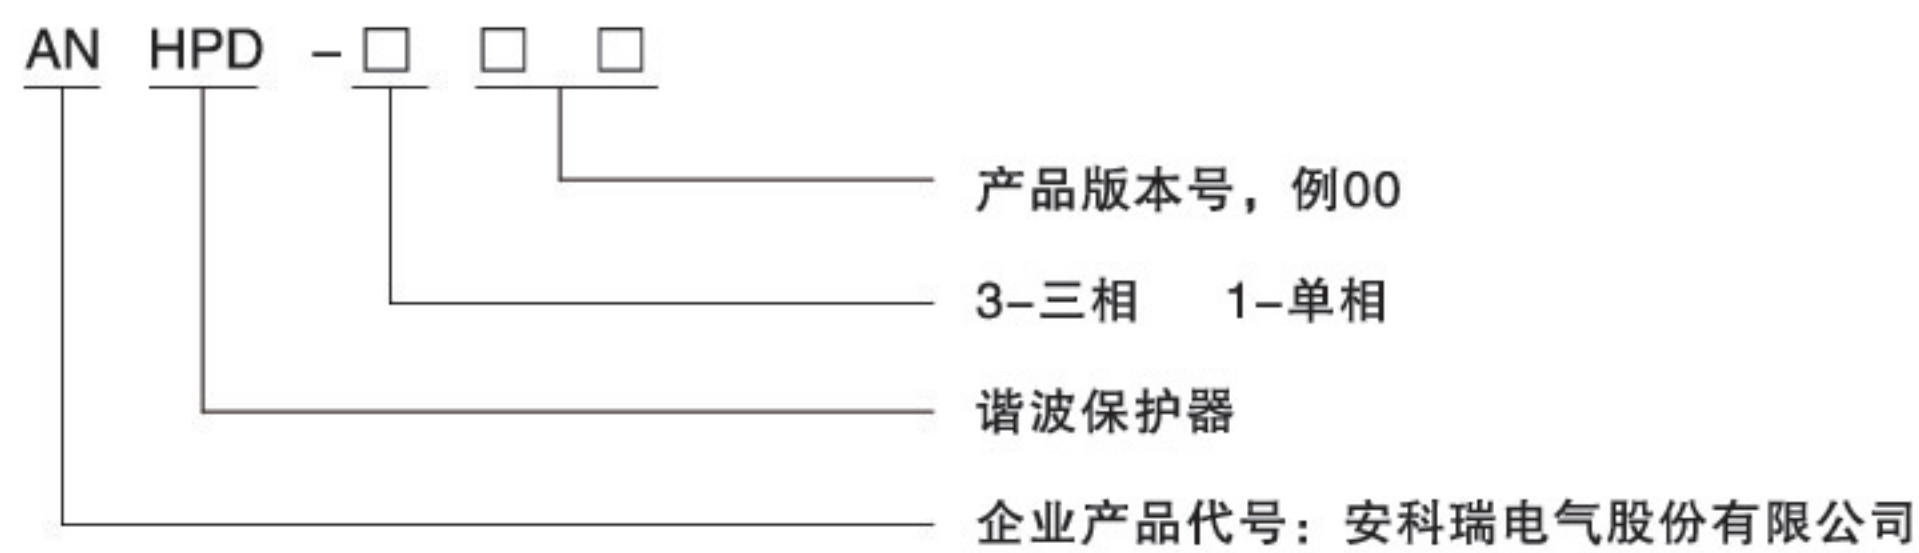 AN HPD -□ □ □
产品版本号，例00
3-三相 1-单相
谐波保护器
企业产品代号：安科瑞电气股份有限公司